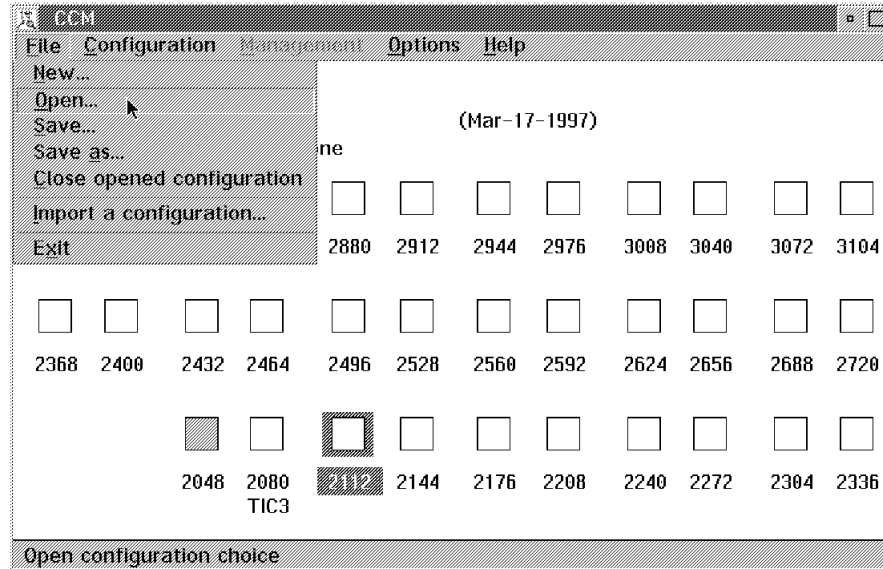 CCM
File Configuration Management Options Help
New...
Open...
Save...
Save as...
Close opened configuration
Import a configuration...
Exit
(Mar-17-1997)
ne
2880 2912 2944 2976 3008 3040 3072 3104
2368 2400 2432 2464 2496 2528 2560 2592 2624 2656 2688 2720
2048 2080 2112 2144 2176 2208 2240 2272 2304 2336
TIC3
Open configuration choice